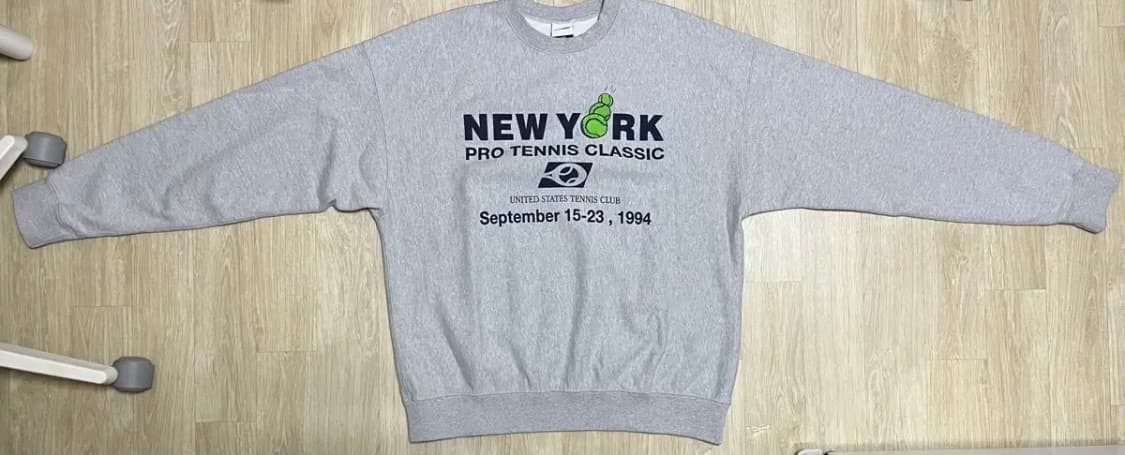 NEW YORK
PRO TENNIS CLASSIC
UNITED STATES TENNIS CLUB
September 15-23 , 1994